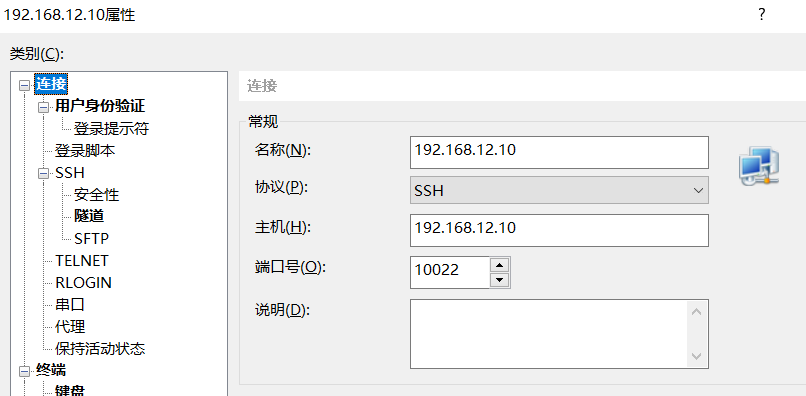 192.168.12.10属性
?
类别(C):
连接
用户身份验证
登录提示符
登录脚本
SSH
安全性
隧道
SFTP
TELNET
RLOGIN
串口
代理
保持活动状态
终端
键盘
连接
常规
名称(N):
192.168.12.10
协议(P):
SSH
主机(H):
192.168.12.10
端口号(O):
10022
说明(D):